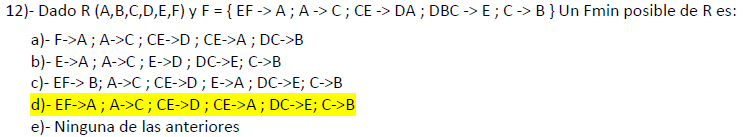 12)- Dado R (A,B,C,D,E,F) y F = { EF -> A ; A -> C ; CE -> DA ; DBC -> E ; C -> B } Un Fmin posible de R es:
a)- F->A ; A->C ; CE->D ; CE->A ; DC->B
b)- E->A ; A->C ; E->D ; DC->E; C->B
c)- EF-> B; A->C ; CE->D ; E->A ; DC->E; C->B
d)- EF->A ; A->C ; CE->D ; CE->A ; DC->E; C->B
e)- Ninguna de las anteriores